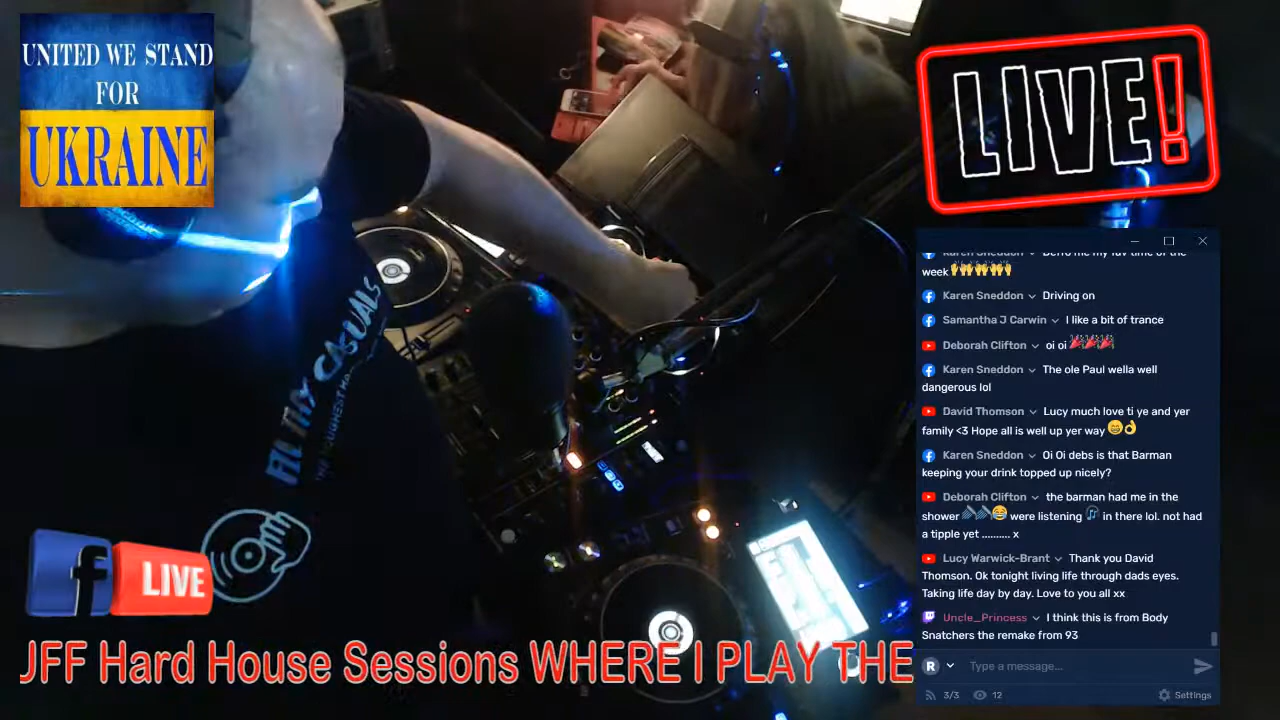 UNITED WE STAND
FOR
UKRAINE
LIVE!
week
Karen Sneddon Driving on
Samantha J Carwin I like a bit of trance
Deborah Clifton oi oi 🎉🎉🎉
Karen Sneddon The ole Paul wella well
dangerous lol
David Thomson Lucy much love ti ye and yer
family <3 Hope all is well up yer way 😄👌
Karen Sneddon Oi Oi debs is that Barman
keeping your drink topped up nicely?
Deborah Clifton the barman had me in the
shower 🚿🚿😂 were listening 🎵 in there lol. not had
a tipple yet .......... x
Lucy Warwick-Brant Thank you David
Thomson. Ok tonight living life through dads eyes.
Taking life day by day. Love to you all xx
Uncle_Princess I think this is from Body
Snatchers the remake from 93
R Type a message...
3/3 12 Settings
FILTHY CASUALS
f LIVE
JFF Hard House Sessions WHERE I PLAY THE